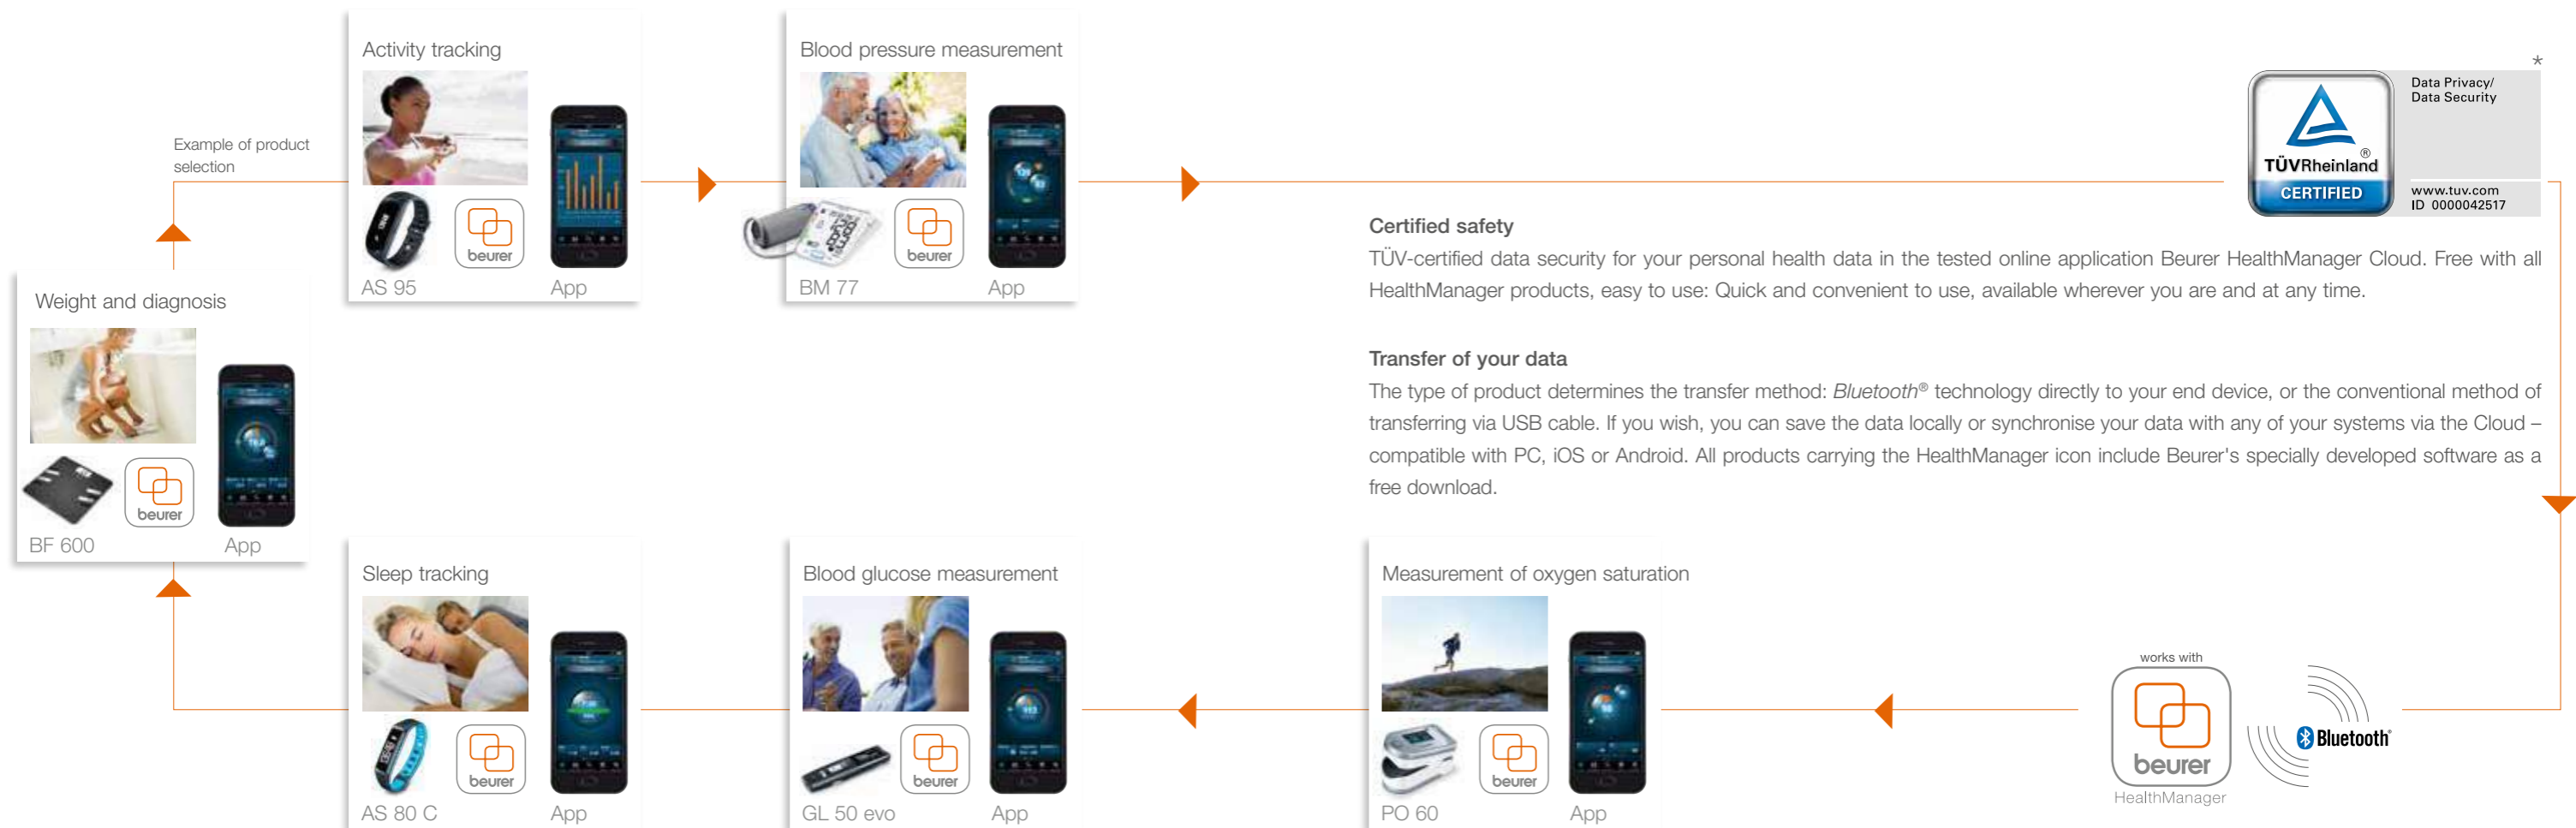 Example of product
selection
Weight and diagnosis
beurer
BF 600
App
Activity tracking
beurer
AS 95
App
Blood pressure measurement
beurer
BM 77
App
*
Data Privacy/
Data Security
TÜVRheinland®
CERTIFIED
www.tuv.com
ID 0000042517
Certified safety
TÜV-certified data security for your personal health data in the tested online application Beurer HealthManager Cloud. Free with all
HealthManager products, easy to use: Quick and convenient to use, available wherever you are and at any time.
Transfer of your data
The type of product determines the transfer method: Bluetooth® technology directly to your end device, or the conventional method of
transferring via USB cable. If you wish, you can save the data locally or synchronise your data with any of your systems via the Cloud –
compatible with PC, iOS or Android. All products carrying the HealthManager icon include Beurer's specially developed software as a
free download.
Sleep tracking
beurer
AS 80 C
App
Blood glucose measurement
beurer
GL 50 evo
App
Measurement of oxygen saturation
beurer
PO 60
App
works with
beurer
HealthManager
Bluetooth®